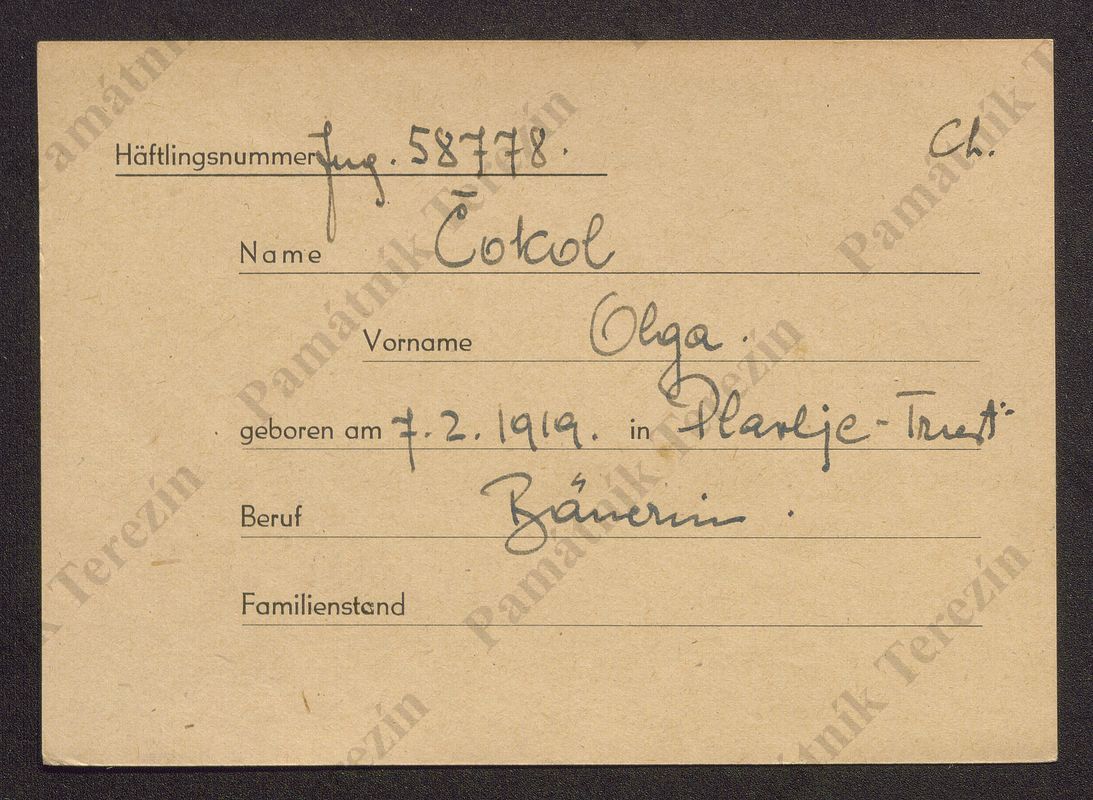 Häftlingsnummer Jug. 58778. Ch.
Name Čokol
Vorname Olga.
geboren am 7.2.1919. in Plavlje-Triest
Beruf Bäuerin.
Familienstand
Památník Terezín